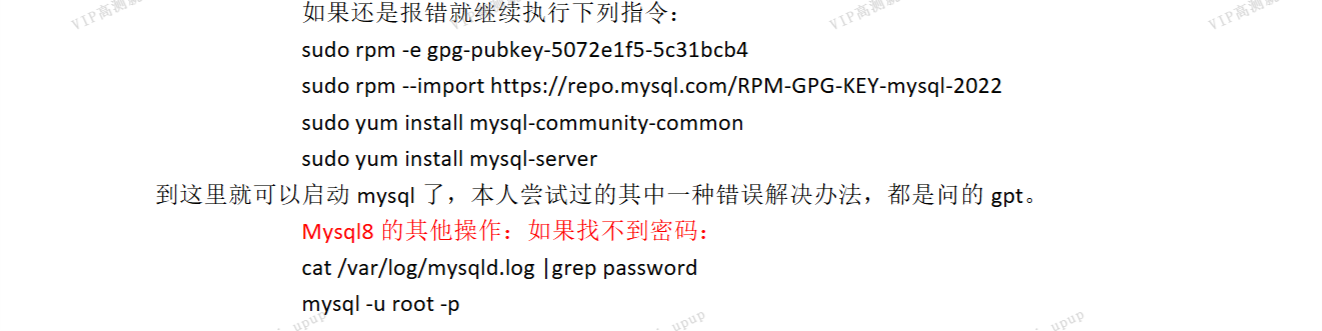 如果还是报错就继续执行下列指令：
sudo rpm -e gpg-pubkey-5072e1f5-5c31bcb4
sudo rpm --import https://repo.mysql.com/RPM-GPG-KEY-mysql-2022
sudo yum install mysql-community-common
sudo yum install mysql-server
到这里就可以启动 mysql 了，本人尝试过的其中一种错误解决办法，都是问的 gpt。
Mysql8 的其他操作：如果找不到密码：
cat /var/log/mysqld.log |grep password
mysql -u root -p